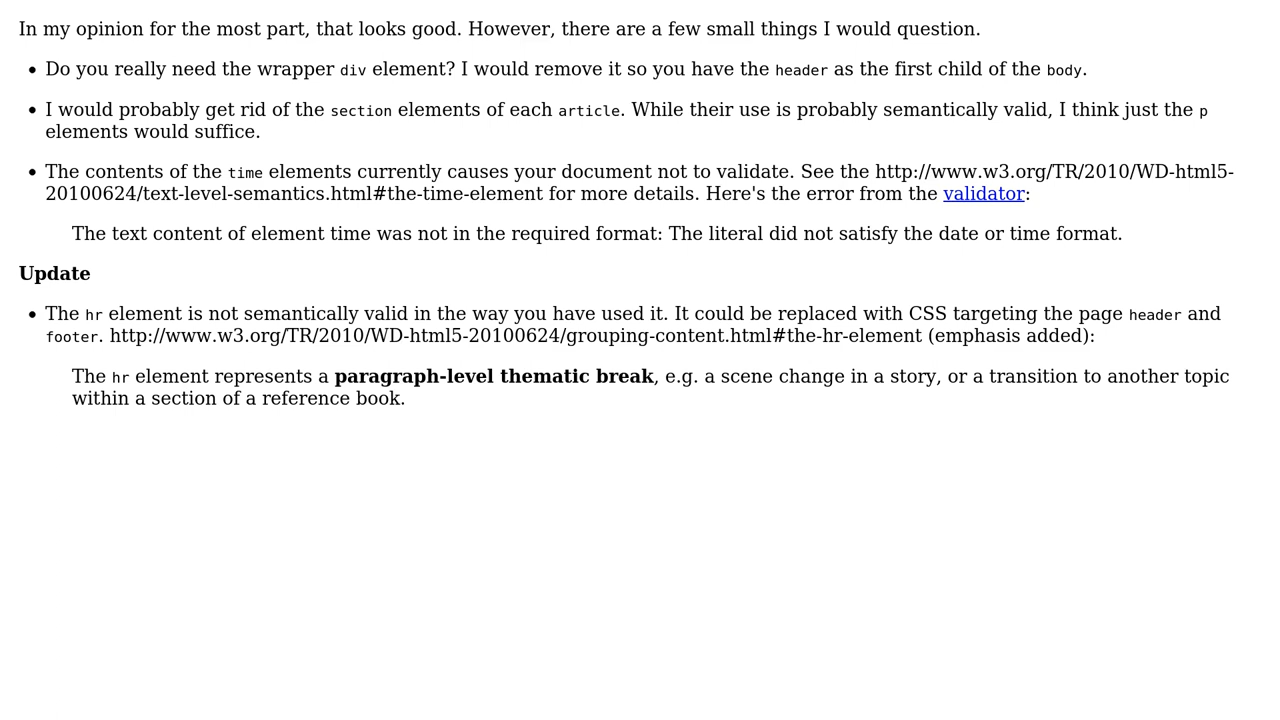 In my opinion for the most part, that looks good. However, there are a few small things I would question.
• Do you really need the wrapper div element? I would remove it so you have the header as the first child of the body.
• I would probably get rid of the section elements of each article. While their use is probably semantically valid, I think just the p
elements would suffice.
• The contents of the time elements currently causes your document not to validate. See the http://www.w3.org/TR/2010/WD-html5-
20100624/text-level-semantics.html#the-time-element for more details. Here's the error from the validator:
The text content of element time was not in the required format: The literal did not satisfy the date or time format.
Update
• The hr element is not semantically valid in the way you have used it. It could be replaced with CSS targeting the page header and
footer. http://www.w3.org/TR/2010/WD-html5-20100624/grouping-content.html#the-hr-element (emphasis added):
The hr element represents a paragraph-level thematic break, e.g. a scene change in a story, or a transition to another topic
within a section of a reference book.